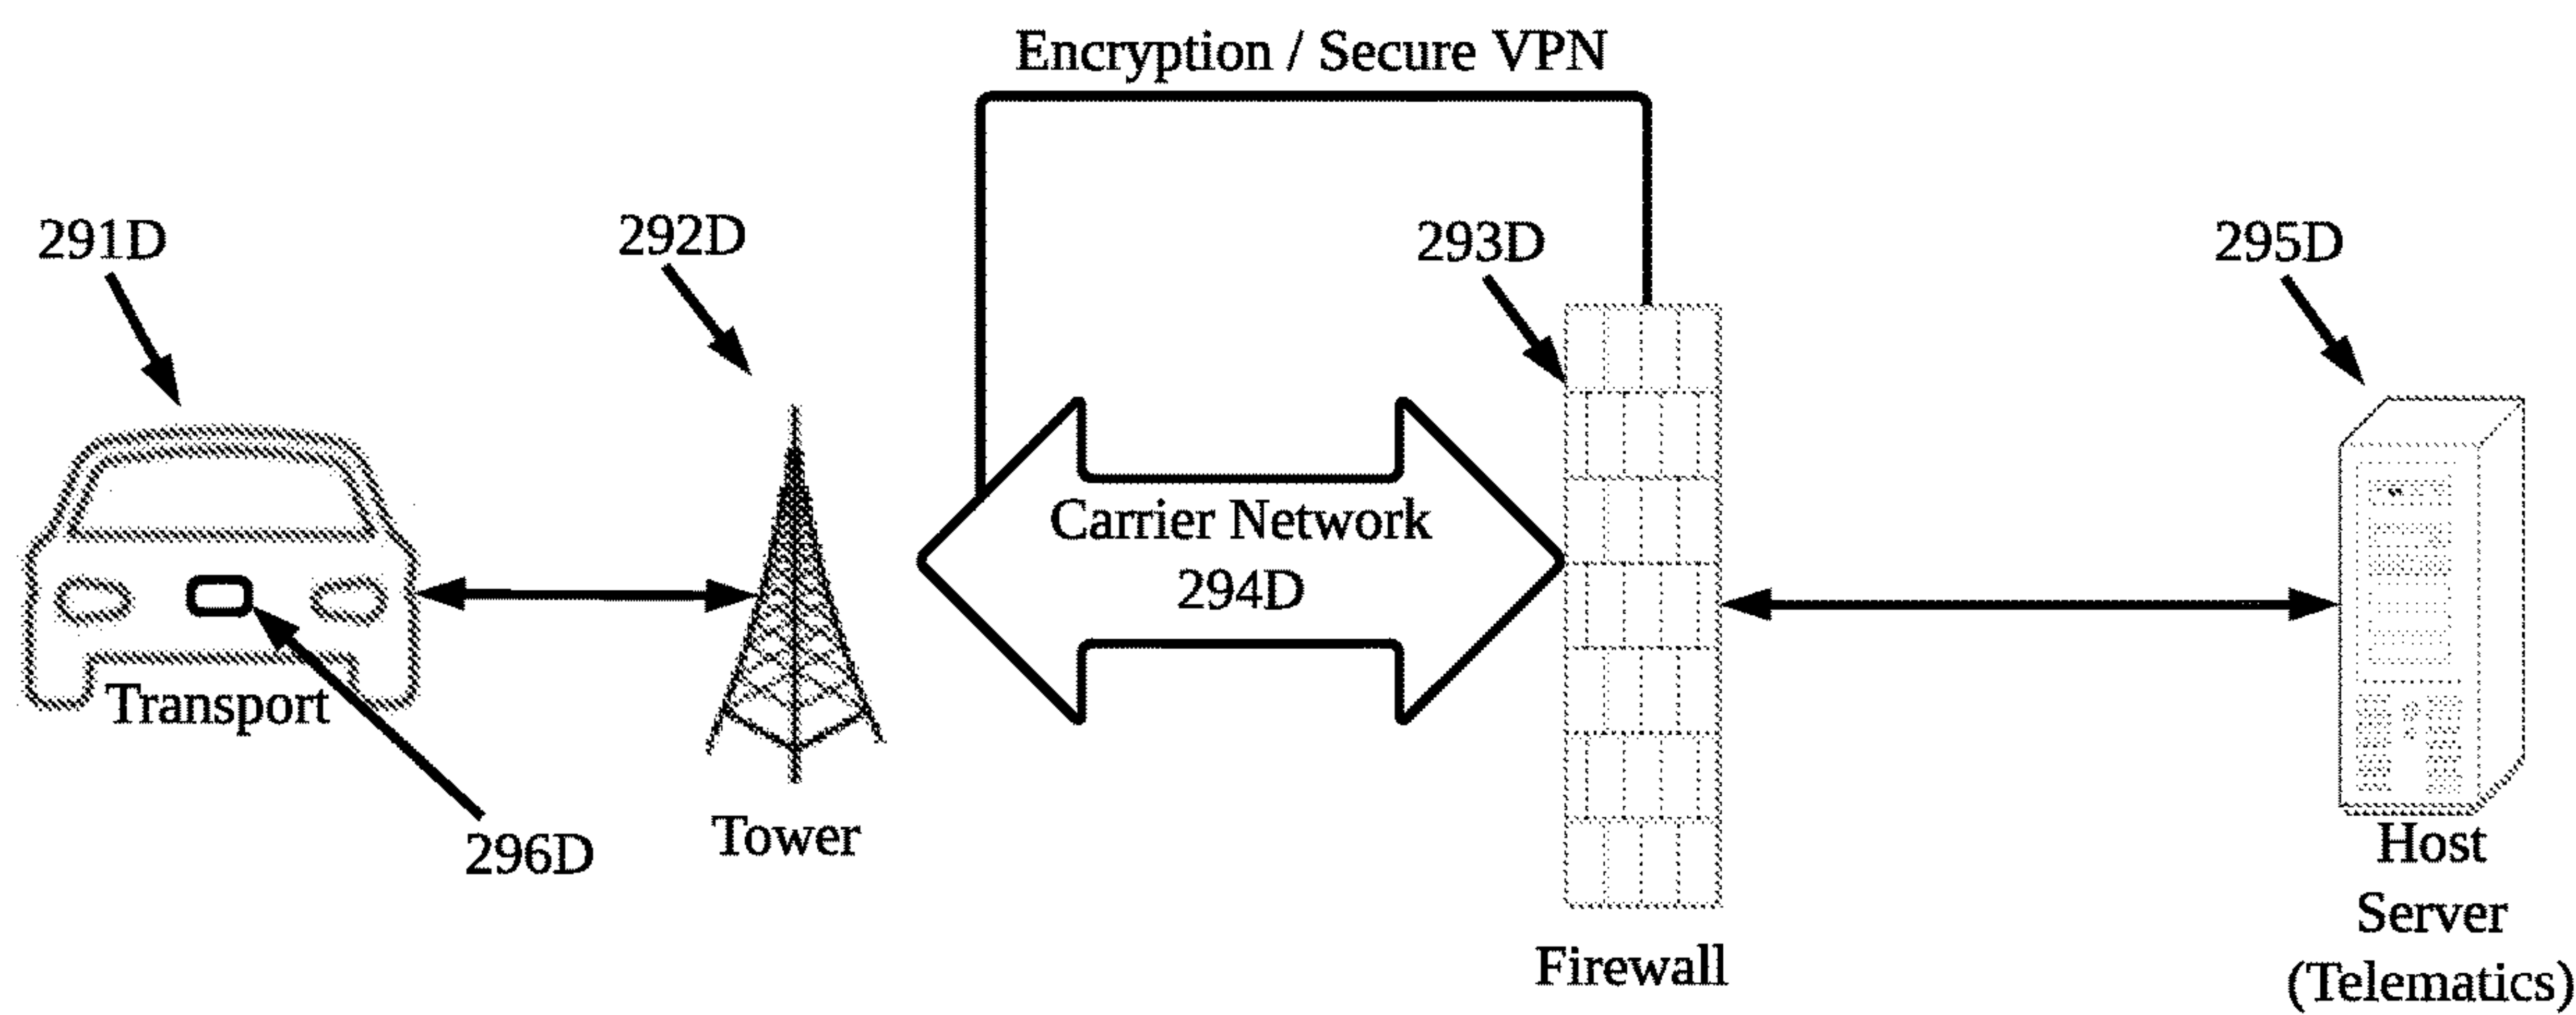 Encryption / Secure VPN
291D
292D
293D
295D
Carrier Network
294D
Transport
296D
Tower
Firewall
Host
Server
(Telematics)